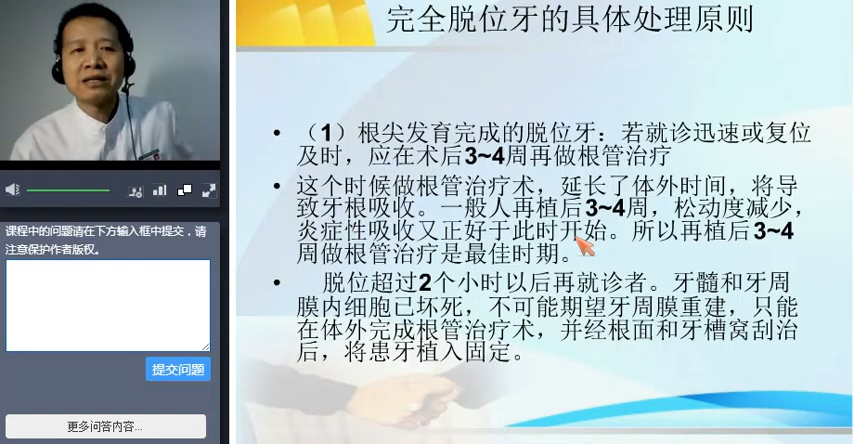 完全脱位牙的具体处理原则
• （1）根尖发育完成的脱位牙：若就诊迅速或复位
及时，应在术后3~4周再做根管治疗
• 这个时候做根管治疗术，延长了体外时间，将导
致牙根吸收。一般人再植后3~4周，松动度减少，
炎症性吸收又正好于此时开始。所以再植后3~4
周做根管治疗是最佳时期。
• 脱位超过2个小时以后再就诊者。牙髓和牙周
膜内细胞已坏死，不可能期望牙周膜重建，只能
在体外完成根管治疗术，并经根面和牙槽窝刮治
后，将患牙植入固定。
课程中的问题请在下方输入框中提交，请
注意保护作者版权。
提交问题
更多问答内容...